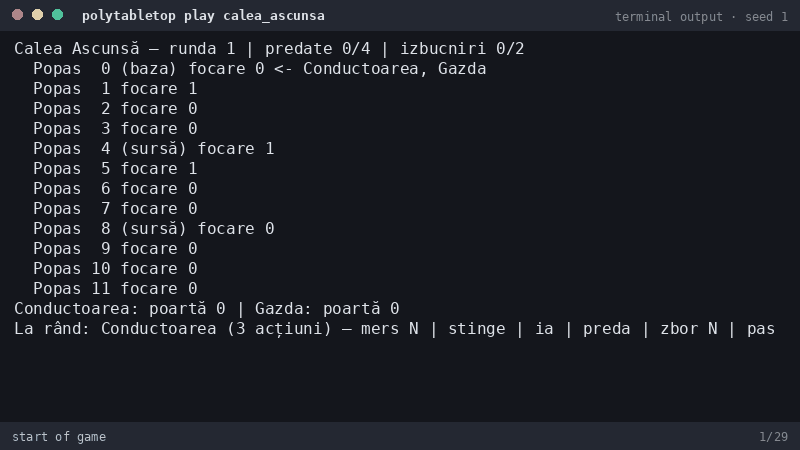 polytabletop play calea_ascunsa
terminal output · seed 1
Calea Ascunsă — runda 1 | predate 0/4 | izbucniri 0/2
Popas 0 (baza) focare 0 <- Conductoarea, Gazda
Popas 1 focare 1
Popas 2 focare 0
Popas 3 focare 0
Popas 4 (sursă) focare 1
Popas 5 focare 1
Popas 6 focare 0
Popas 7 focare 0
Popas 8 (sursă) focare 0
Popas 9 focare 0
Popas 10 focare 0
Popas 11 focare 0
Conductoarea: poartă 0 | Gazda: poartă 0
La rând: Conductoarea (3 acțiuni) — mers N | stinge | ia | preda | zbor N | pas
start of game
1/29